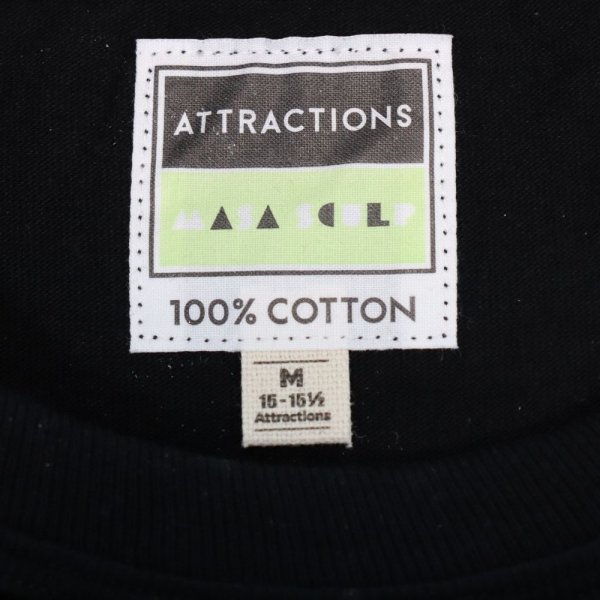 ATTRACTIONS
MASA SCULP
100% COTTON
M
15-15½
Attractions